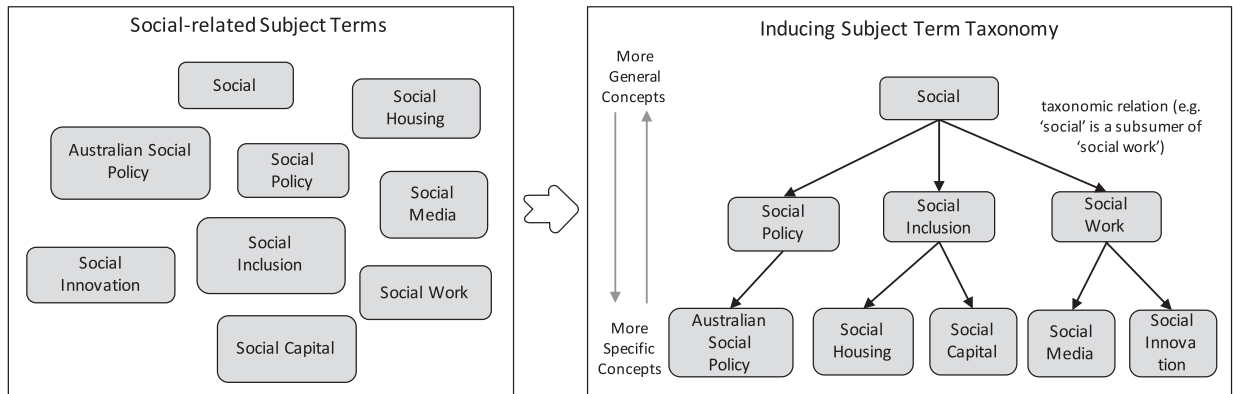 Social-related Subject Terms
Social
Social
Housing
Australian Social
Policy
Social
Policy
Social
Media
Social
Inclusion
Social
Innovation
Social Work
Social Capital
Inducing Subject Term Taxonomy
More
General
Concepts
Social
taxonomic relation (e.g.
‘social’ is a subsumer of
‘social work’)
Social
Policy
Social
Inclusion
Social
Work
More
Specific
Concepts
Australian
Social
Policy
Social
Housing
Social
Capital
Social
Media
Social
Innova
tion